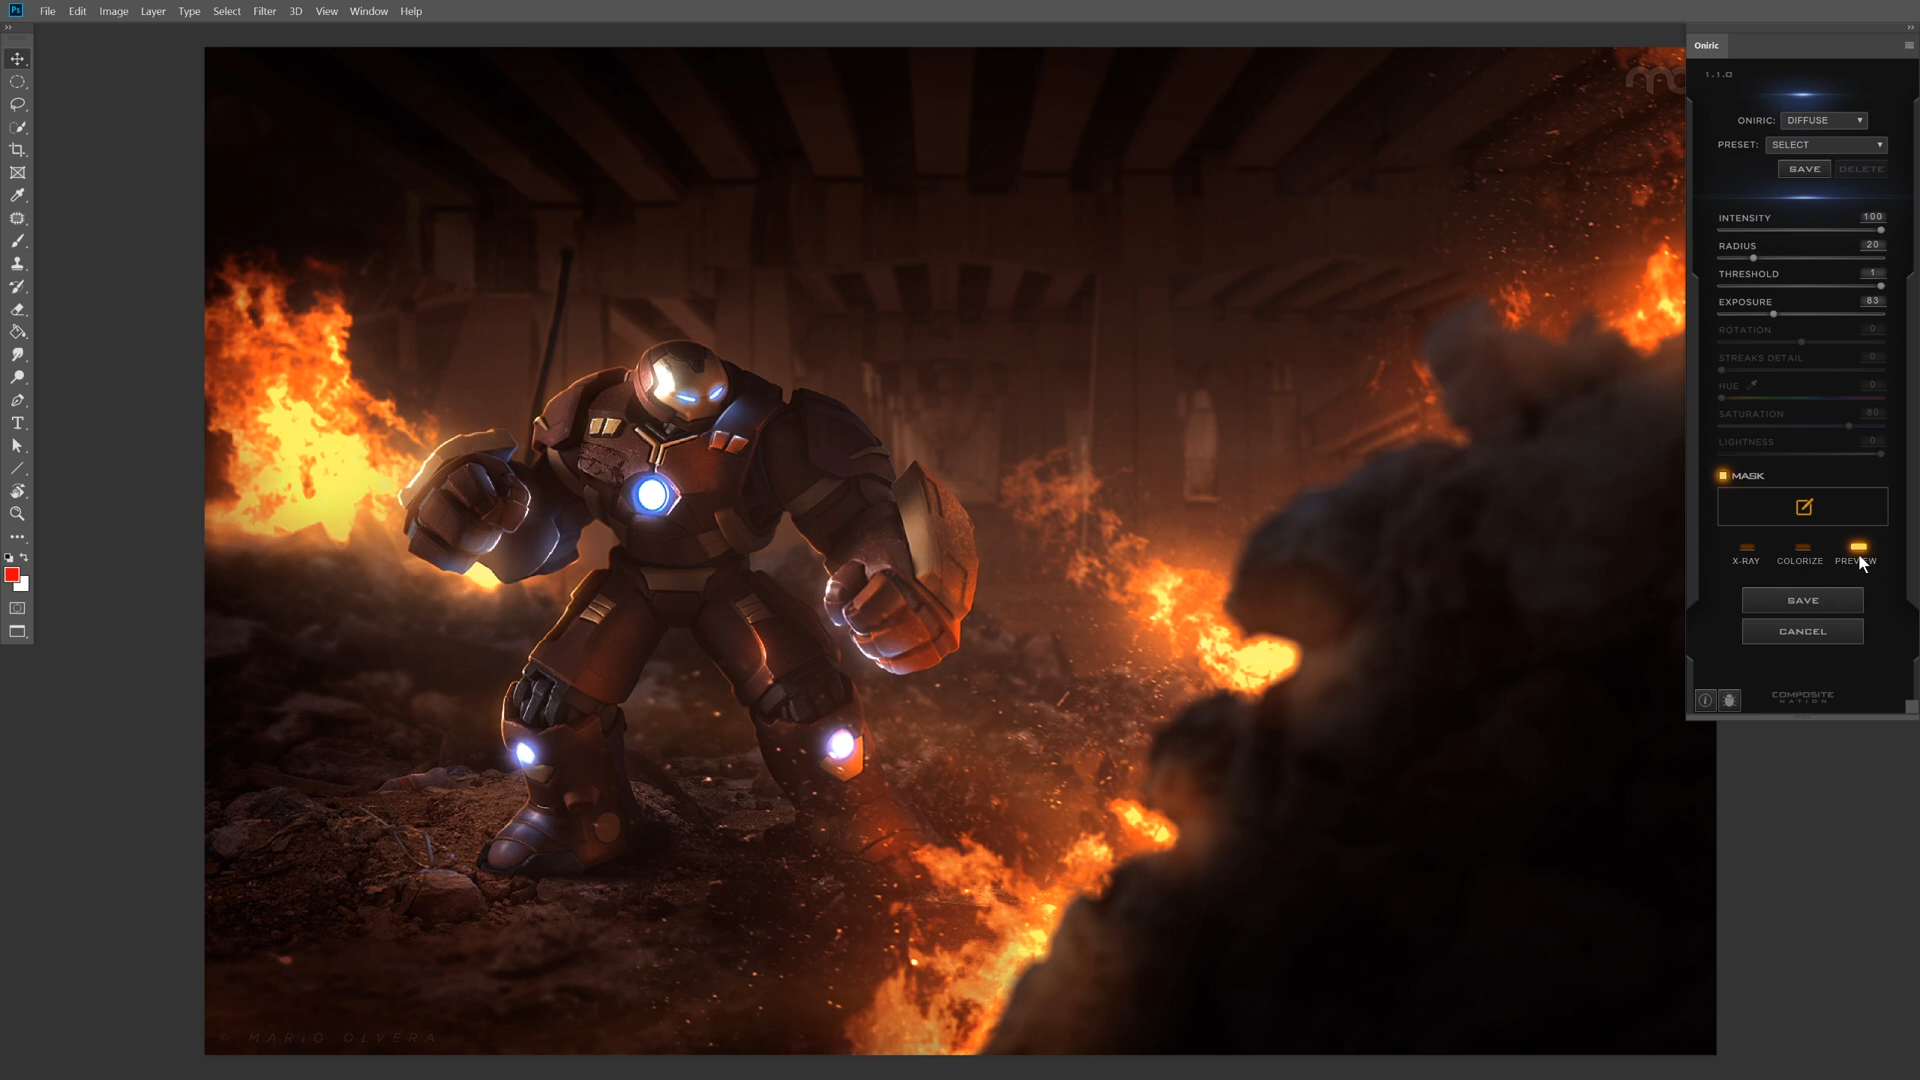 Ps File Edit Image Layer Type Select Filter 3D View Window Help
Oniric
1.1.0
ONIRIC: DIFFUSE
PRESET: SELECT
SAVE DELETE
INTENSITY 100
RADIUS 20
THRESHOLD 1
EXPOSURE 83
ROTATION 0
STREAKS DETAIL 0
HUE 0
SATURATION
LIGHTNESS 0
MASK
X-RAY COLORIZE PREVIEW
SAVE
CANCEL
COMPOSITE
NATION
© MARIO OLVERA